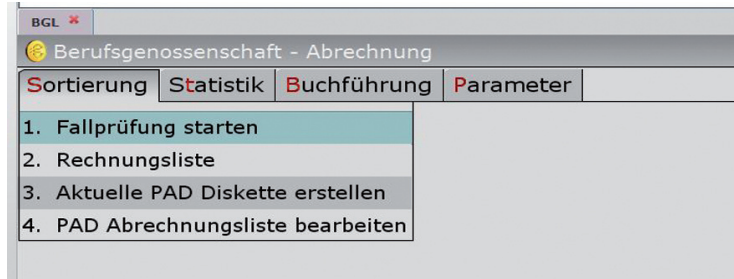 BGL
Berufsgenossenschaft - Abrechnung
Sortierung Statistik Buchführung Parameter
1. Fallprüfung starten
2. Rechnungsliste
3. Aktuelle PAD Diskette erstellen
4. PAD Abrechnungsliste bearbeiten